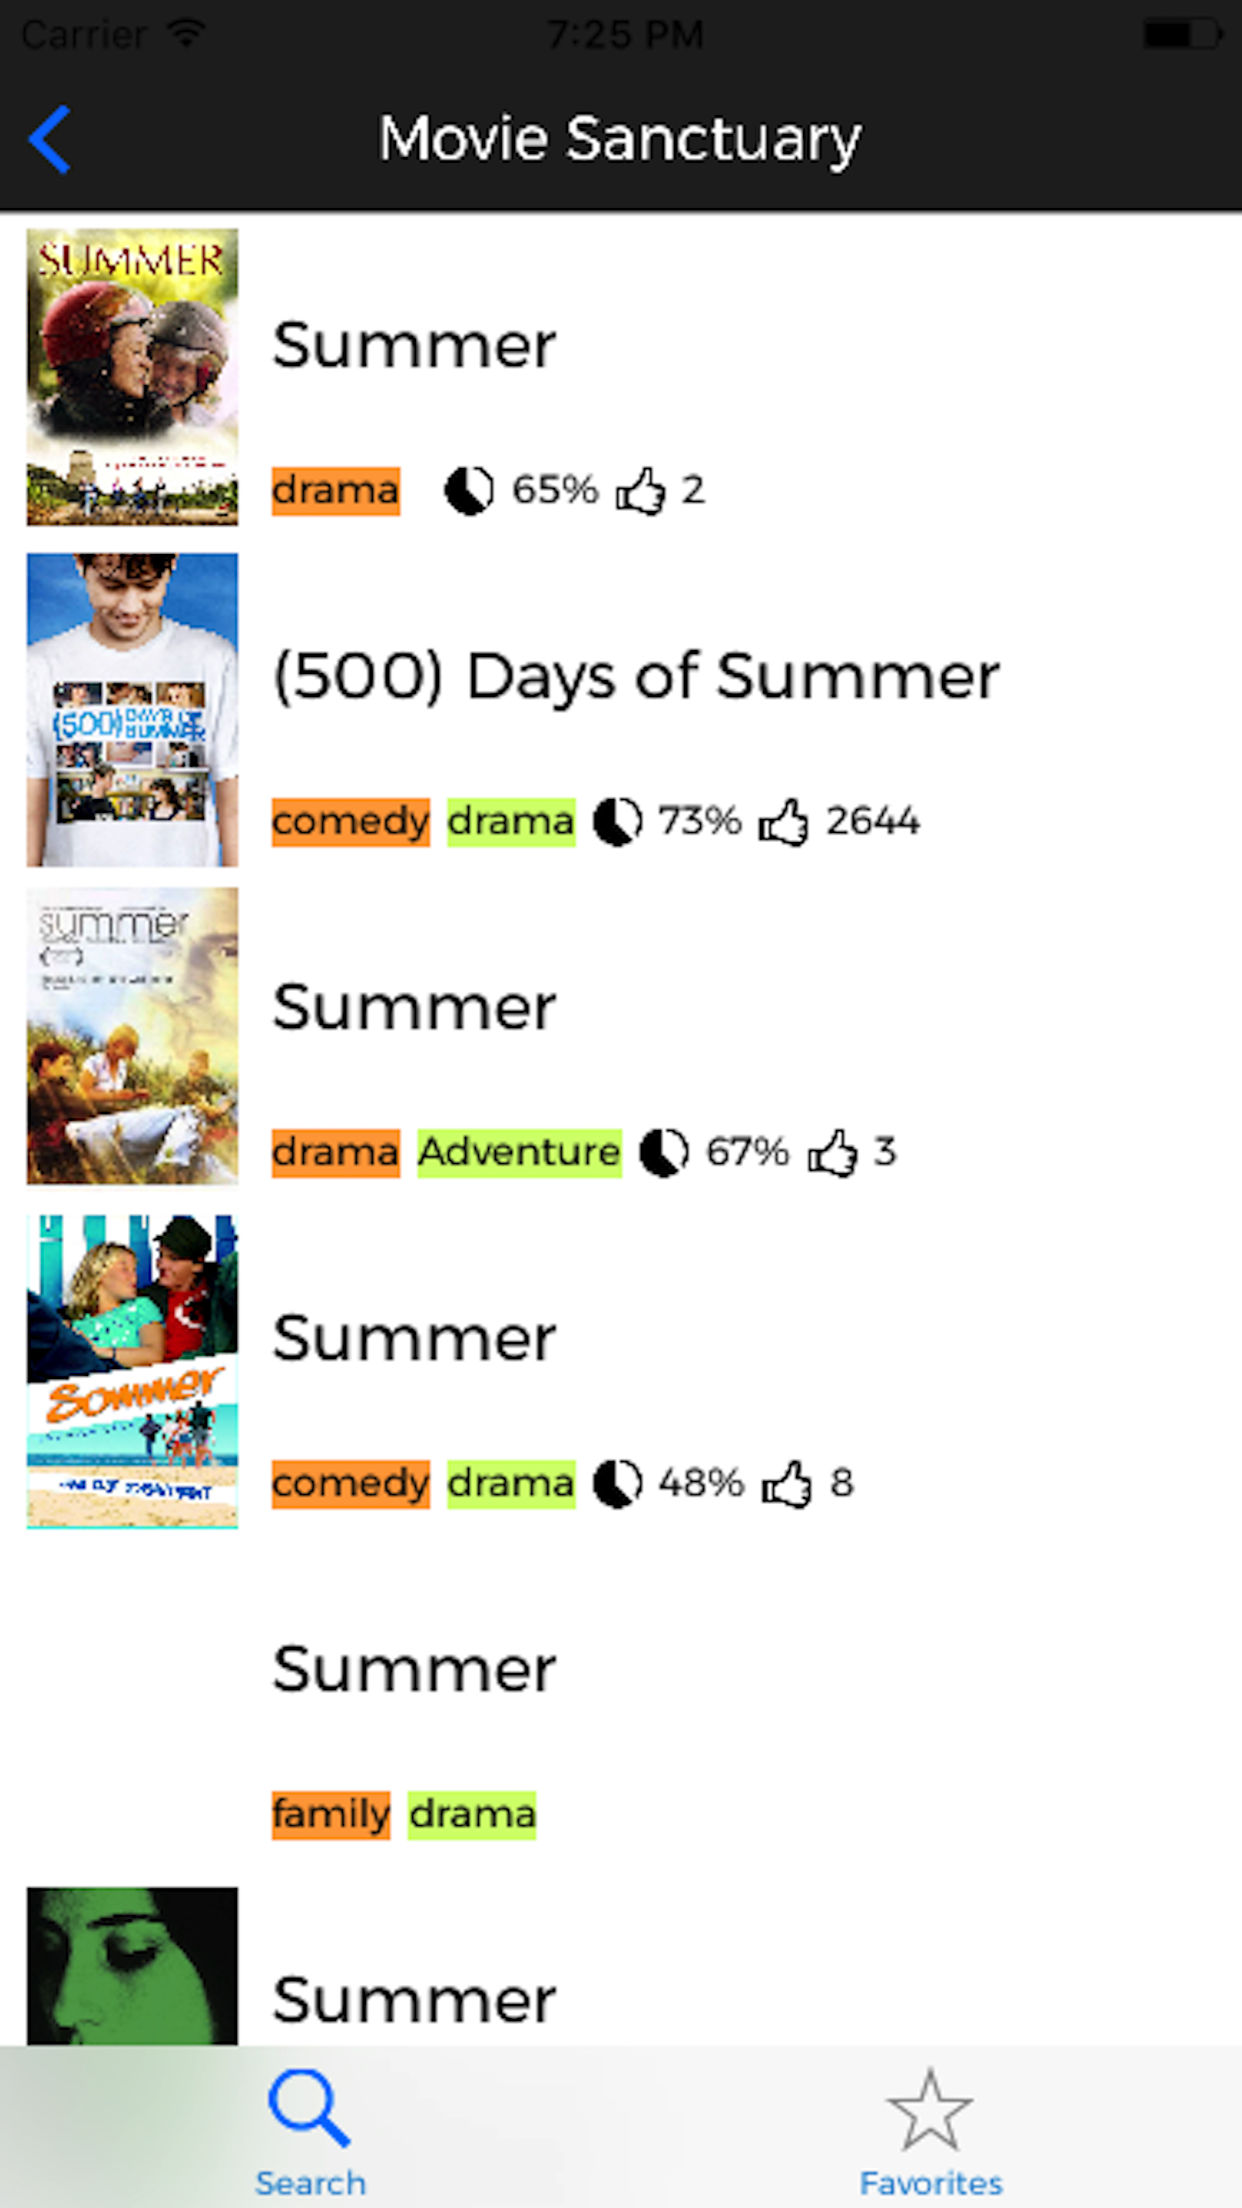 Carrier 7:25 PM
Movie Sanctuary
SUMMER
Summer
drama 65% 2
(500) DAYS OF SUMMER
(500) Days of Summer
comedy drama 73% 2644
summer
Summer
drama Adventure 67% 3
Sommer
Summer
comedy drama 48% 8
Summer
family drama
Summer
Search Favorites